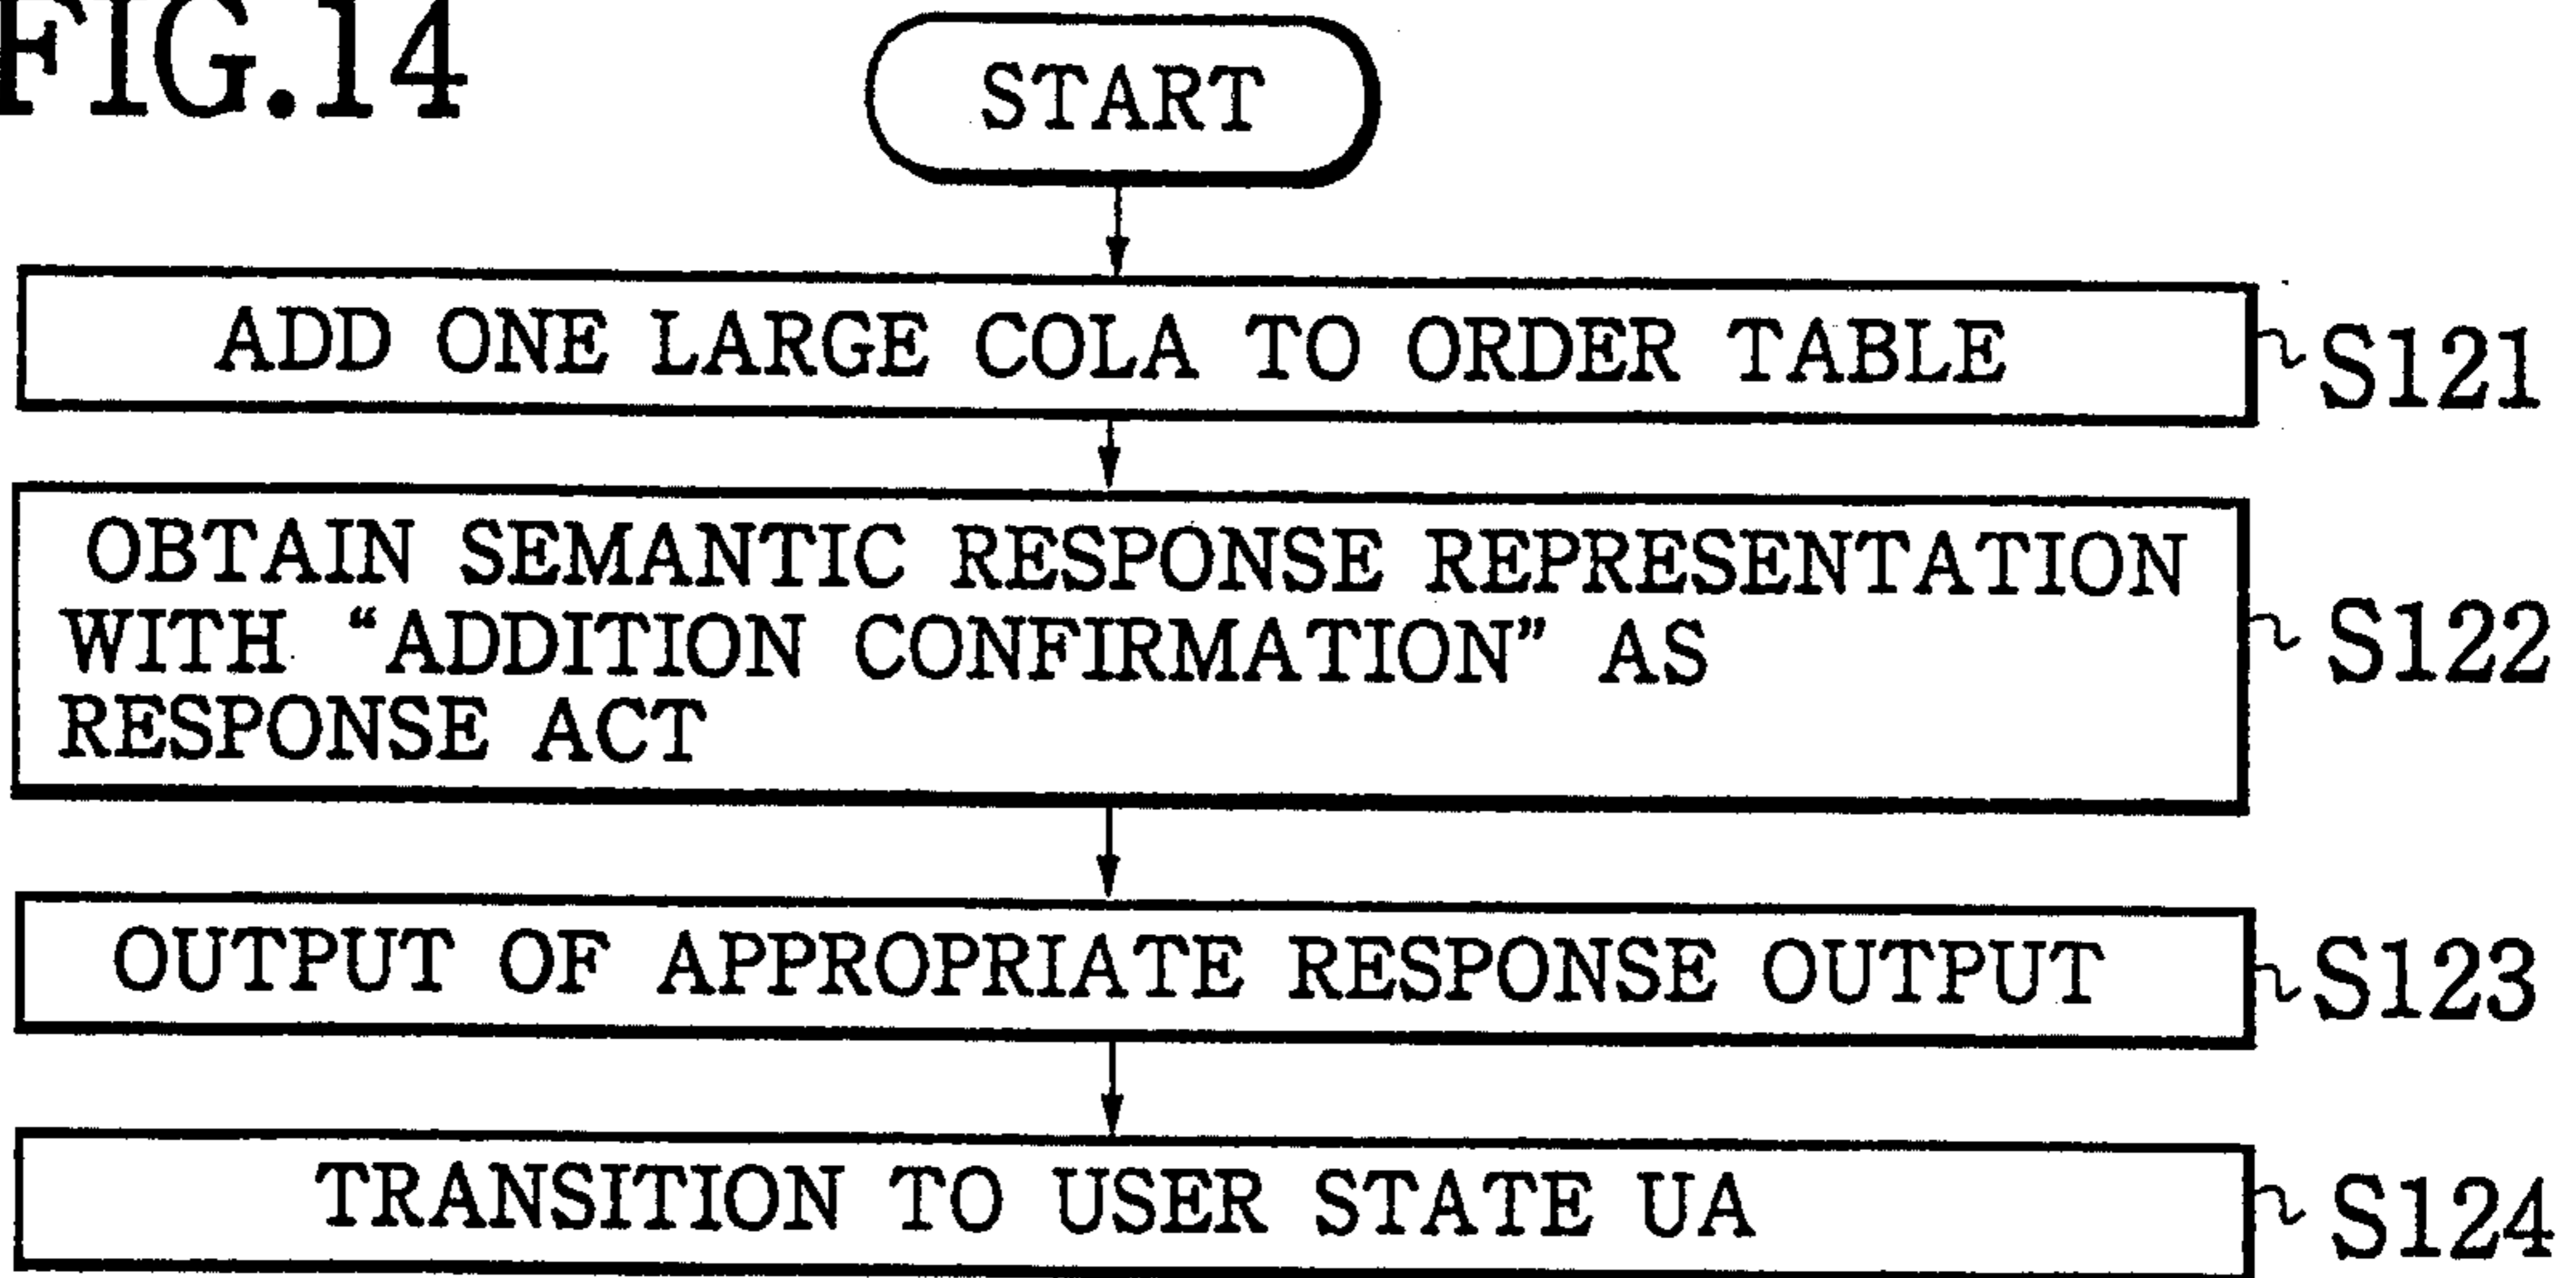 FIG.14
START
ADD ONE LARGE COLA TO ORDER TABLE
S121
OBTAIN SEMANTIC RESPONSE REPRESENTATION
WITH “ADDITION CONFIRMATION” AS
RESPONSE ACT
S122
OUTPUT OF APPROPRIATE RESPONSE OUTPUT
S123
TRANSITION TO USER STATE UA
S124